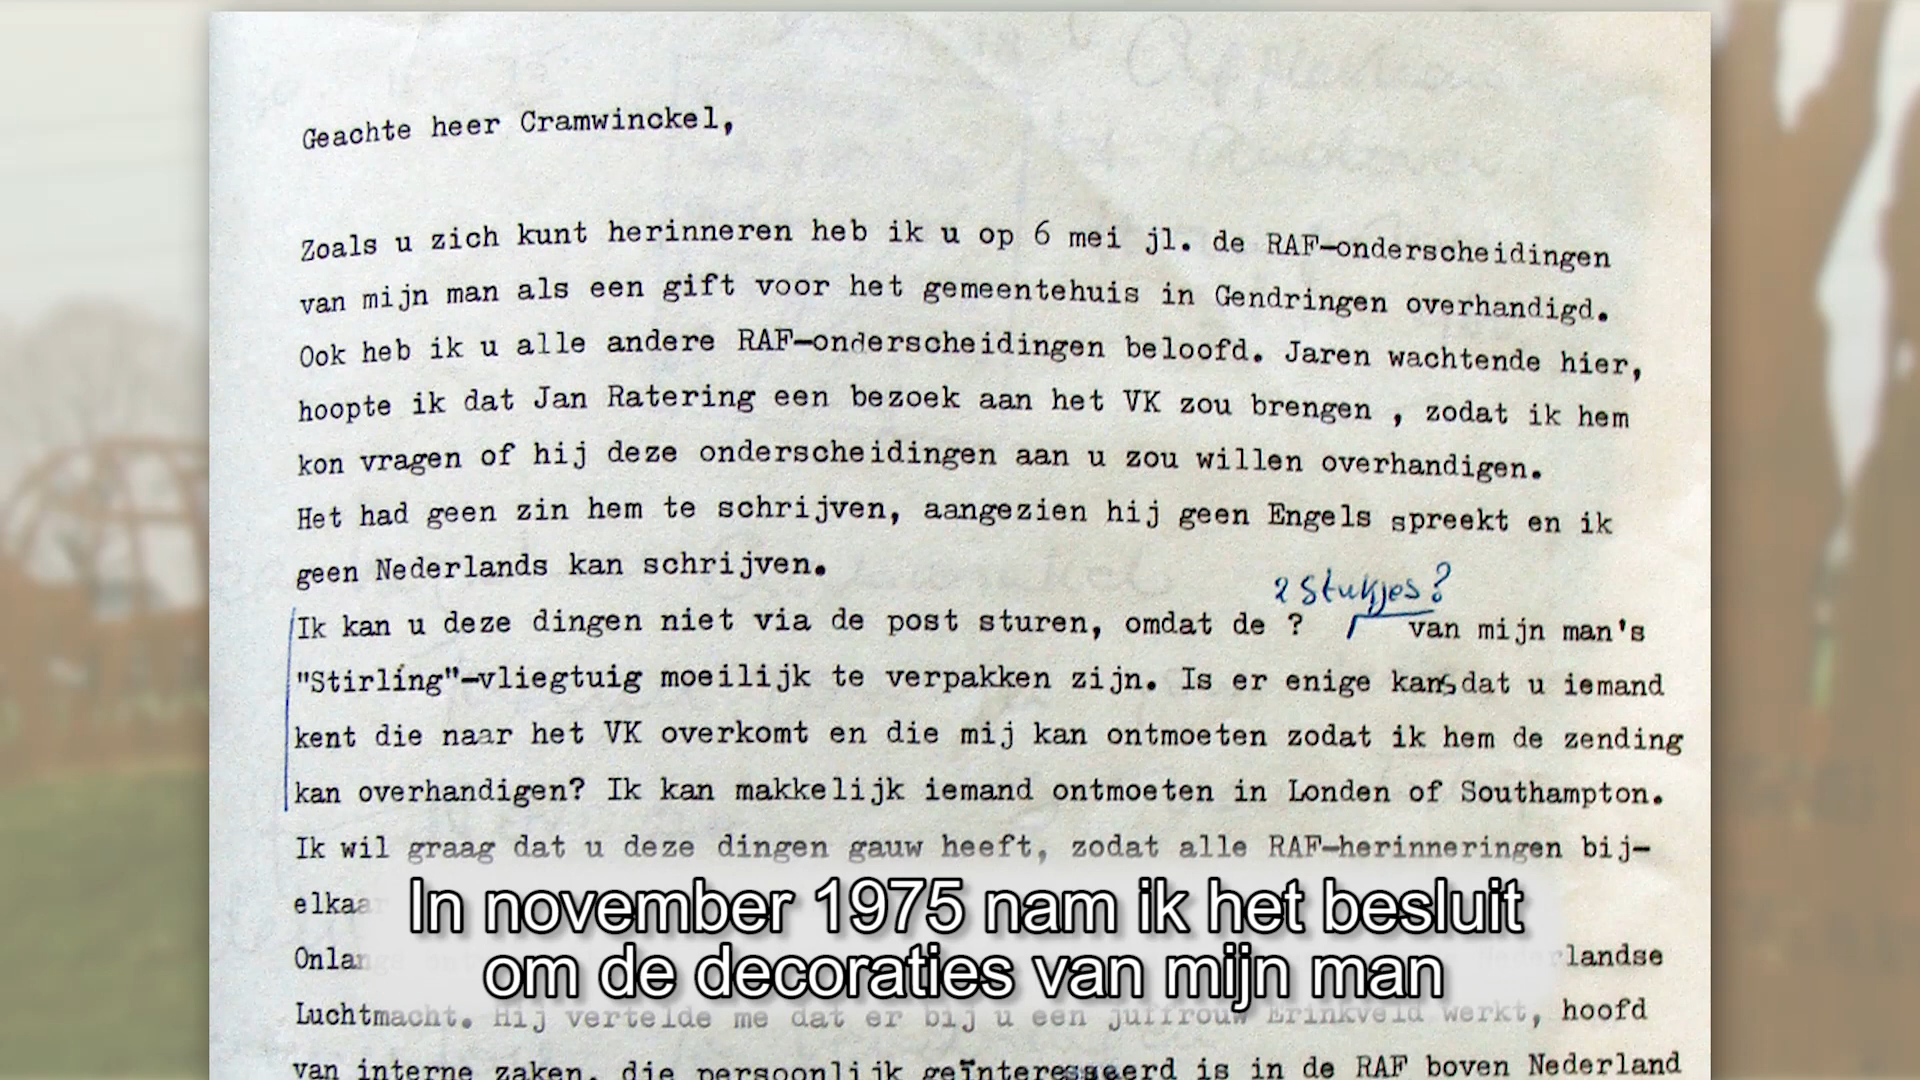 Geachte heer Cramwinckel,
Zoals u zich kunt herinneren heb ik u op 6 mei jl. de RAF-onderscheidingen
van mijn man als een gift voor het gemeentehuis in Gendringen overhandigd.
Ook heb ik u alle andere RAF-onderscheidingen beloofd. Jaren wachtende hier,
hoopte ik dat Jan Ratering een bezoek aan het VK zou brengen , zodat ik hem
kon vragen of hij deze onderscheidingen aan u zou willen overhandigen.
Het had geen zin hem te schrijven, aangezien hij geen Engels spreekt en ik
geen Nederlands kan schrijven.
2 Stukjes?
Ik kan u deze dingen niet via de post sturen, omdat de ? van mijn man's
"Stirling"-vliegtuig moeilijk te verpakken zijn. Is er enige kans dat u iemand
kent die naar het VK overkomt en die mij kan ontmoeten zodat ik hem de zending
kan overhandigen? Ik kan makkelijk iemand ontmoeten in Londen of Southampton.
Ik wil graag dat u deze dingen gauw heeft, zodat alle RAF-herinneringen bij-
elkaar
In november 1975 nam ik het besluit
om de decoraties van mijn man
Luchtmacht. Hij vertelde me dat er bij u een juffrouw Erinkveld werkt, hoofd
van interne zaken, die persoonlijk geïnteresseerd is in de RAF boven Nederland